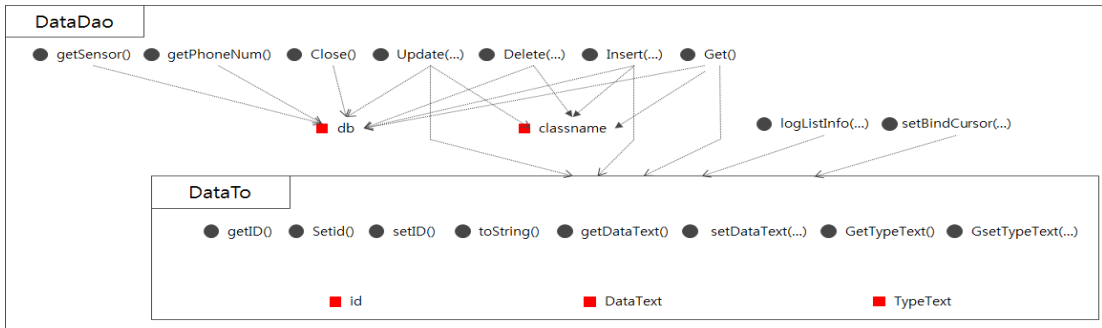 DataDao
getSensor() getPhoneNum() Close() Update(...) Delete(...) Insert(...) Get()
db classname logListInfo(...) setBindCursor(...)
DataTo
getID() Setid() setID() toString() getDataText() setDataText(...) GetTypeText() GsetTypeText(...)
id DataText TypeText